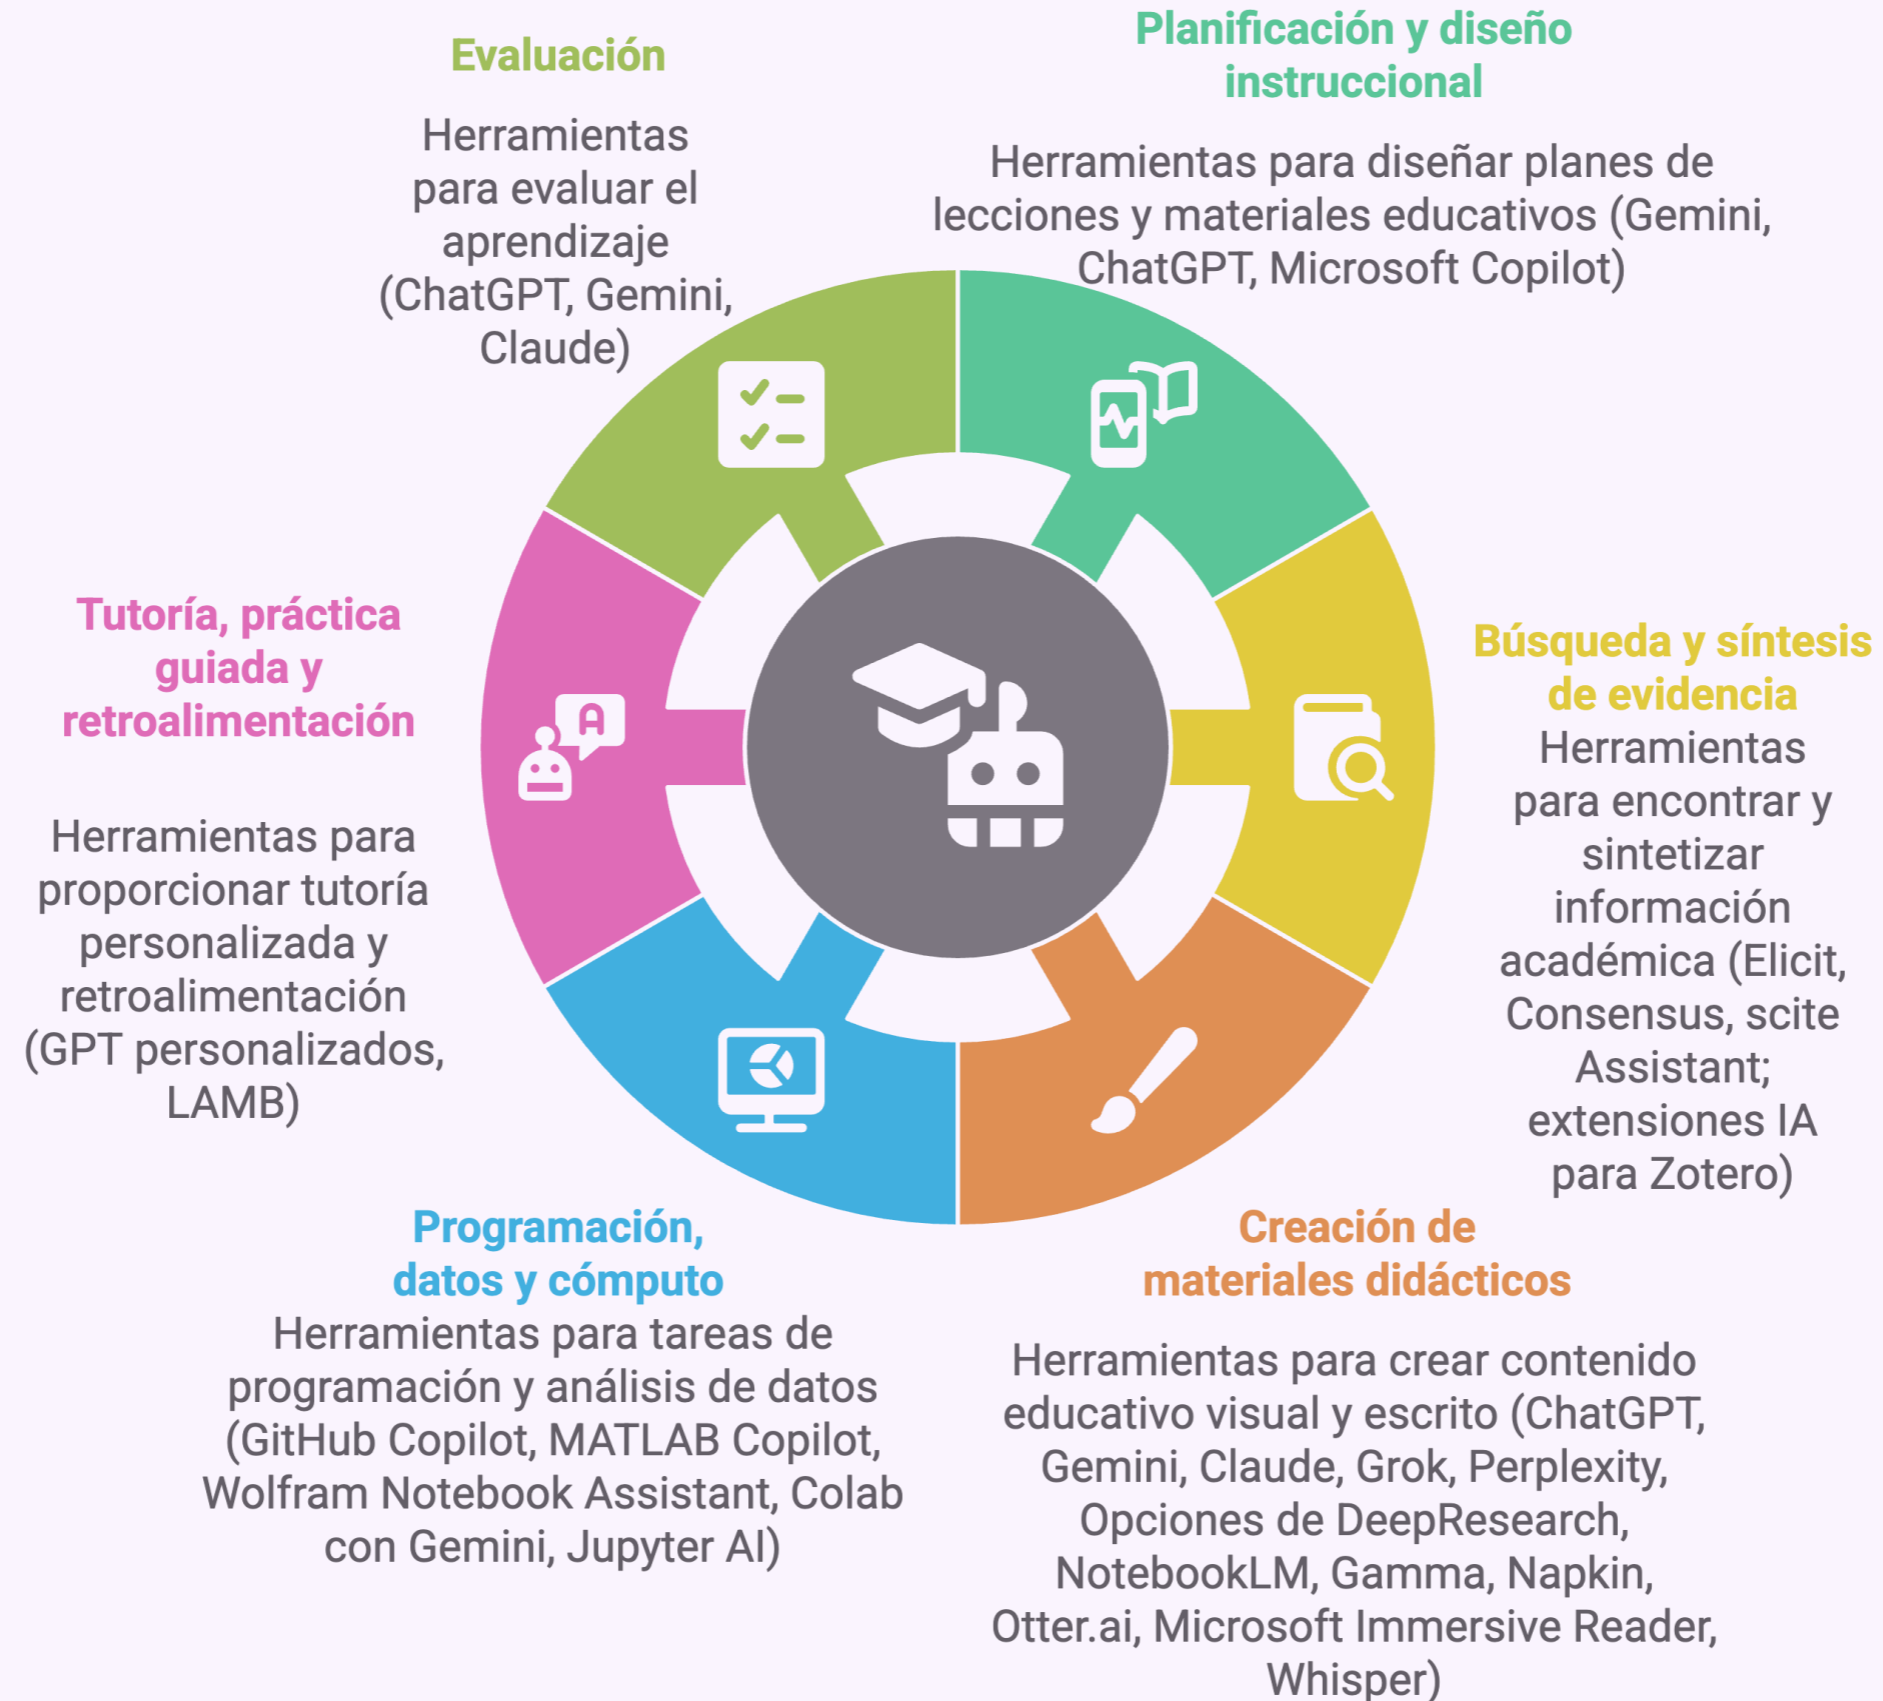 Evaluación
Herramientas
para evaluar el
aprendizaje
(ChatGPT, Gemini,
Claude)
Planificación y diseño
instruccional
Herramientas para diseñar planes de
lecciones y materiales educativos (Gemini,
ChatGPT, Microsoft Copilot)
Tutoría, práctica
guiada y
retroalimentación
Herramientas para
proporcionar tutoría
personalizada y
retroalimentación
(GPT personalizados,
LAMB)
A
Búsqueda y síntesis
de evidencia
Herramientas
para encontrar y
sintetizar
información
académica (Elicit,
Consensus, scite
Assistant;
extensiones IA
para Zotero)
Programación,
datos y cómputo
Herramientas para tareas de
programación y análisis de datos
(GitHub Copilot, MATLAB Copilot,
Wolfram Notebook Assistant, Colab
con Gemini, Jupyter AI)
Creación de
materiales didácticos
Herramientas para crear contenido
educativo visual y escrito (ChatGPT,
Gemini, Claude, Grok, Perplexity,
Opciones de DeepResearch,
NotebookLM, Gamma, Napkin,
Otter.ai, Microsoft Immersive Reader,
Whisper)